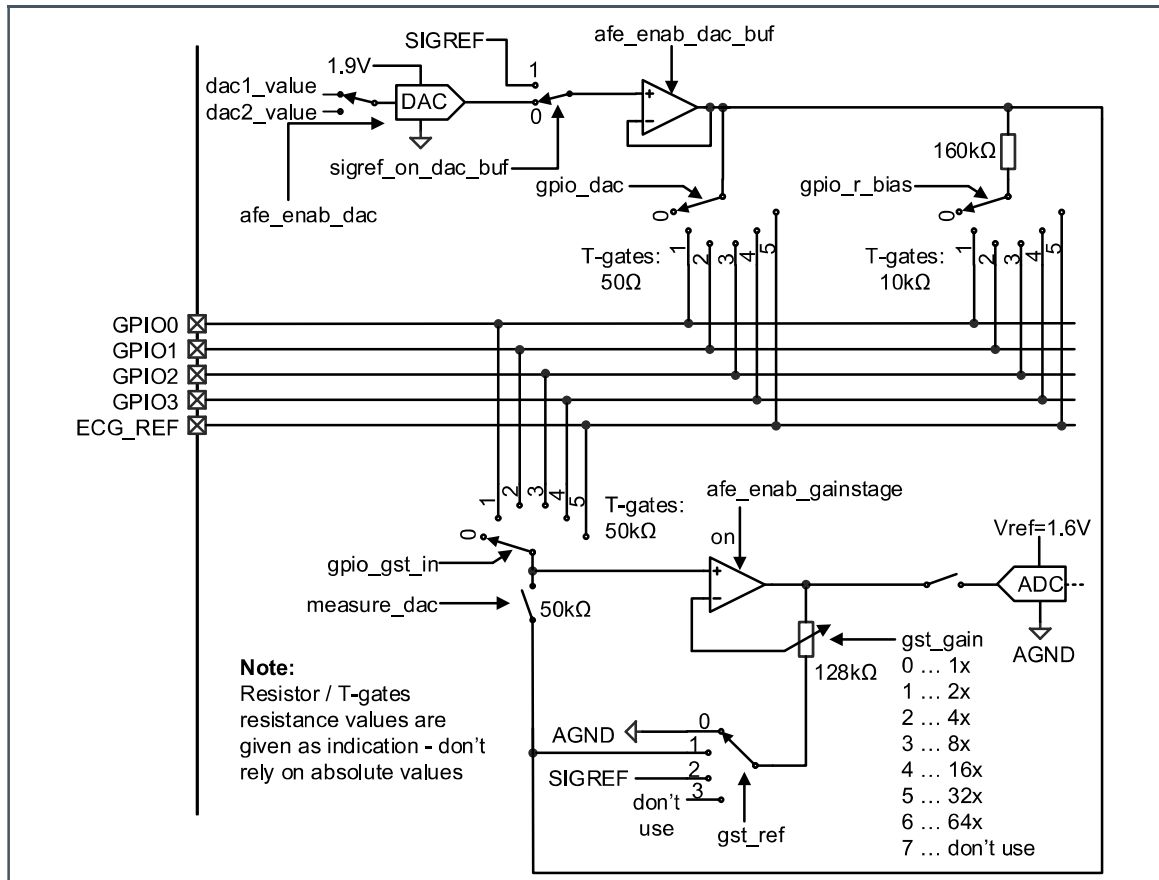 SIGREF
afe_enab_dac_buf
1.9V
1
dac1_value
DAC
+
dac2_value
0
−
160kΩ
sigref_on_dac_buf
gpio_dac
gpio_r_bias
afe_enab_dac
0
0
T-gates:
50Ω
1
2
3
4
5
T-gates:
10kΩ
1
2
3
4
5
GPIO0
GPIO1
GPIO2
GPIO3
ECG_REF
1
2
3
4
5
T-gates:
50kΩ
afe_enab_gainstage
0
on
Vref=1.6V
gpio_gst_in
+
−
ADC
measure_dac
50kΩ
AGND
128kΩ
gst_gain
0 ... 1x
1 ... 2x
2 ... 4x
3 ... 8x
4 ... 16x
5 ... 32x
6 ... 64x
7 ... don't use
Note:
Resistor / T-gates
resistance values are
given as indication - don't
rely on absolute values
AGND
0
1
SIGREF
2
don't
use
3
gst_ref